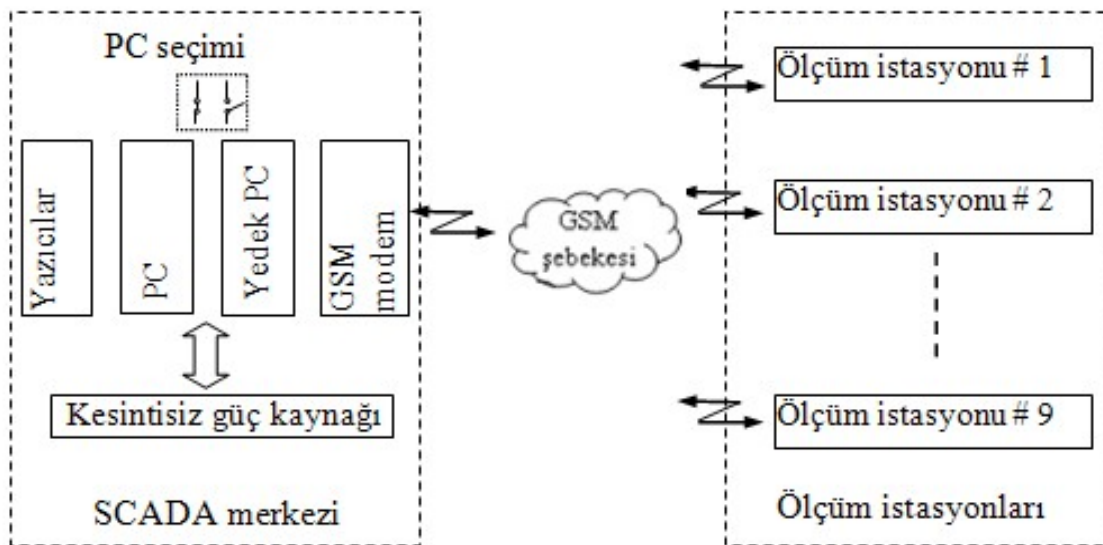 PC seçimi
Yazıcılar
PC
Yedek PC
GSM
modem
Kesintisiz güç kaynağı
SCADA merkezi
GSM
şebekesi
Ölçüm istasyonu # 1
Ölçüm istasyonu # 2
Ölçüm istasyonu # 9
Ölçüm istasyonları